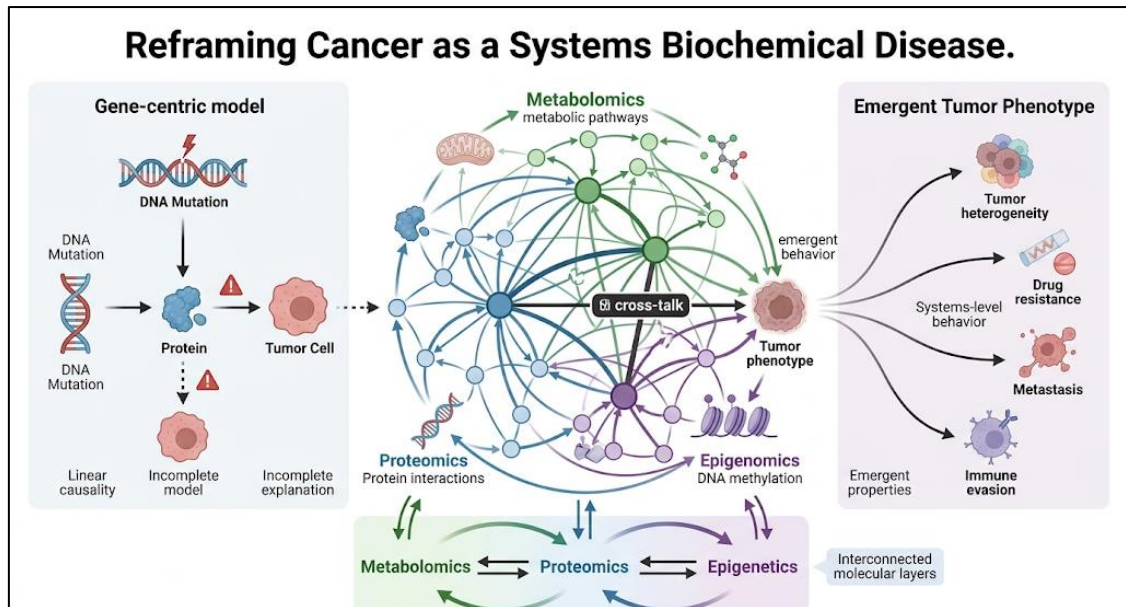 Reframing Cancer as a Systems Biochemical Disease.
Gene-centric model
DNA Mutation
DNA
Mutation
Protein
Tumor Cell
DNA
Mutation
Linear
causality
Incomplete
model
Incomplete
explanation
Metabolomics
metabolic pathways
cross-talk
emergent
behavior
Tumor
phenotype
Proteomics
Protein interactions
Epigenomics
DNA methylation
Emergent Tumor Phenotype
Tumor
heterogeneity
Drug
resistance
Systems-level
behavior
Metastasis
Immune
evasion
Emergent
properties
Metabolomics
Proteomics
Epigenetics
Interconnected
molecular layers